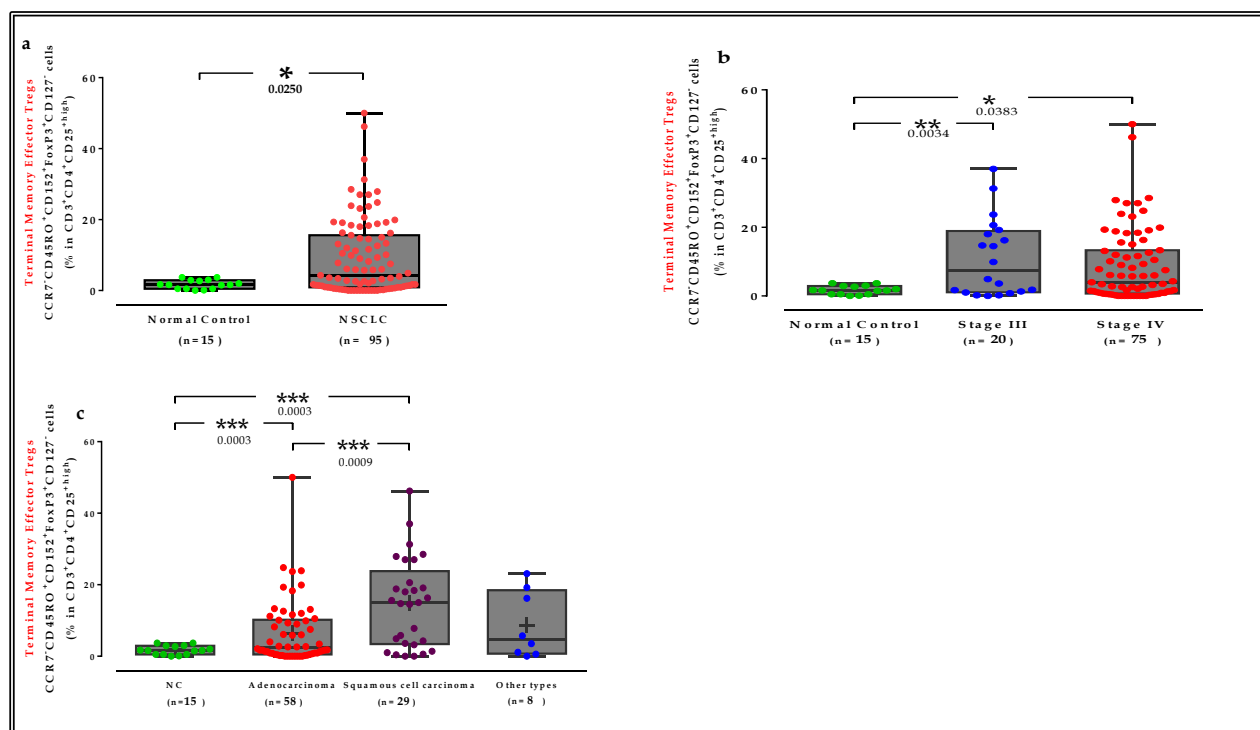 a
Terminal Memory Effector Tregs
CCR7⁻CD45RO⁺CD152⁺FoxP3⁺CD127⁻ cells
(% in CD3⁺CD4⁺CD25⁺ʰⁱᵍʰ)
60
40
20
0
*
0.0250
Normal Control
(n=15)
NSCLC
(n= 95)
b
Terminal Memory Effector Tregs
CCR7⁻CD45RO⁺CD152⁺FoxP3⁺CD127⁻ cells
(% in CD3⁺CD4⁺CD25⁺ʰⁱᵍʰ)
60
40
20
0
*
0.0383
**
0.0034
Normal Control
(n=15)
Stage III
(n=20)
Stage IV
(n=75)
c
Terminal Memory Effector Tregs
CCR7⁻CD45RO⁺CD152⁺FoxP3⁺CD127⁻ cells
(% in CD3⁺CD4⁺CD25⁺ʰⁱᵍʰ)
60
40
20
0
***
0.0003
***
0.0003
***
0.0009
NC
(n=15)
Adenocarcinoma
(n=58)
Squamous cell carcinoma
(n=29)
Other types
(n=8)